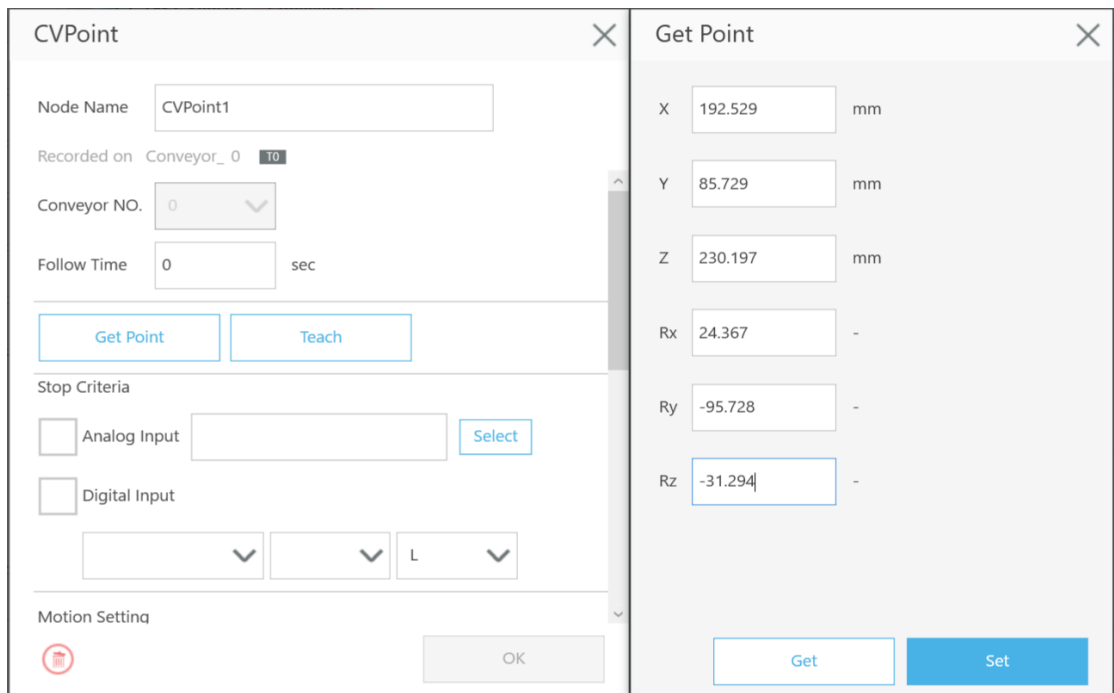 CVPoint
Node Name CVPoint1
Recorded on Conveyor_ 0 T0
Conveyor NO. 0
Follow Time 0 sec
Get Point Teach
Stop Criteria
Analog Input Select
Digital Input
L
Motion Setting
OK
Get Point
X 192.529 mm
Y 85.729 mm
Z 230.197 mm
Rx 24.367 -
Ry -95.728 -
Rz -31.294 -
Get Set